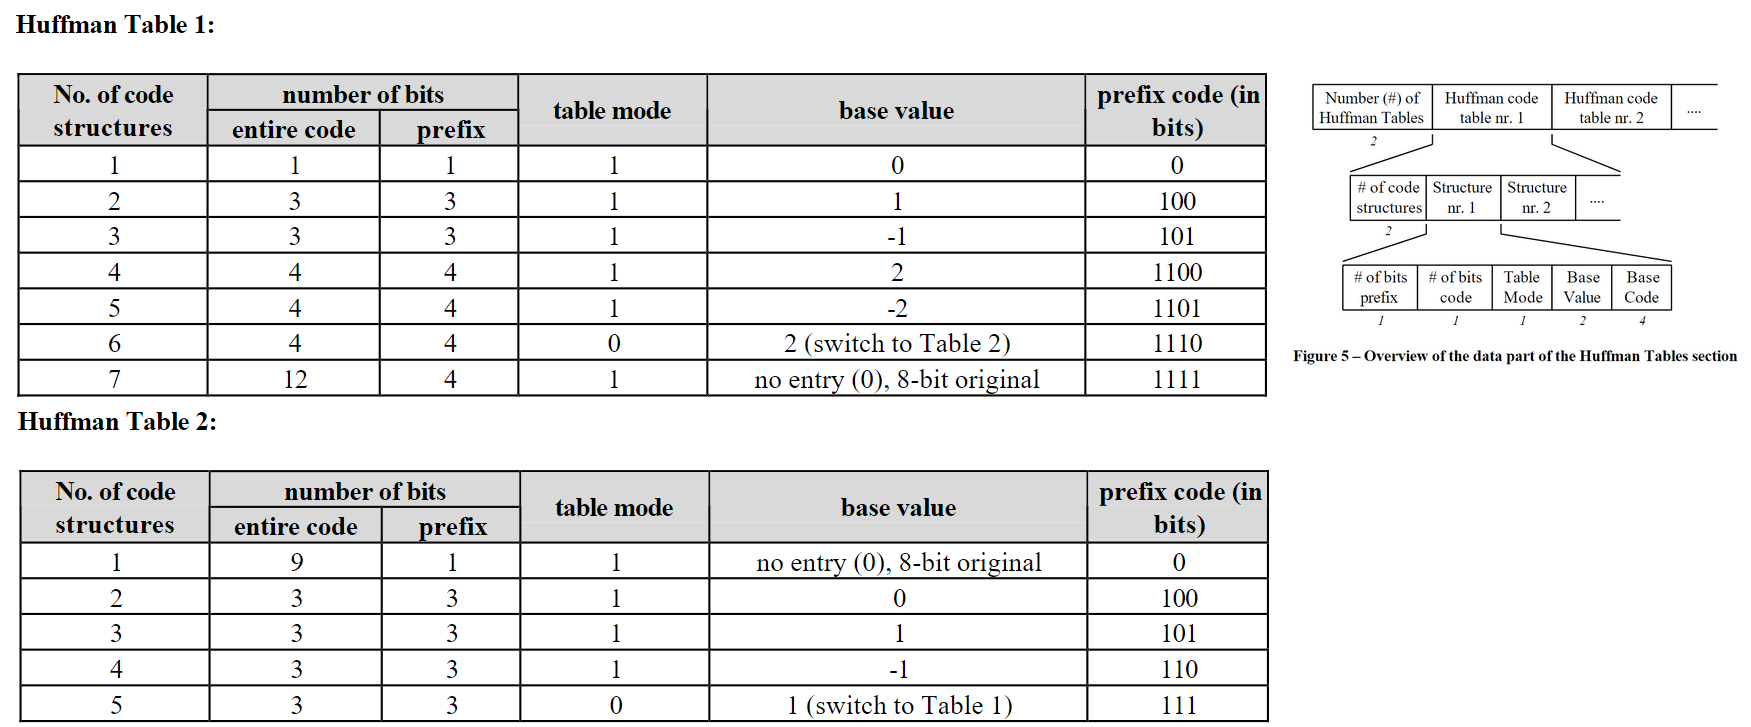 Huffman Table 1:
No. of code structures | number of bits | table mode | base value | prefix code (in bits)
entire code | prefix
1 | 1 | 1 | 1 | 0 | 0
2 | 3 | 3 | 1 | 1 | 100
3 | 3 | 3 | 1 | -1 | 101
4 | 4 | 4 | 1 | 2 | 1100
5 | 4 | 4 | 1 | -2 | 1101
6 | 4 | 4 | 0 | 2 (switch to Table 2) | 1110
7 | 12 | 4 | 1 | no entry (0), 8-bit original | 1111
Huffman Table 2:
No. of code structures | number of bits | table mode | base value | prefix code (in bits)
entire code | prefix
1 | 9 | 1 | 1 | no entry (0), 8-bit original | 0
2 | 3 | 3 | 1 | 0 | 100
3 | 3 | 3 | 1 | 1 | 101
4 | 3 | 3 | 1 | -1 | 110
5 | 3 | 3 | 0 | 1 (switch to Table 1) | 111
Number (#) of Huffman Tables | Huffman code table nr. 1 | Huffman code table nr. 2 | ....
2
# of code structures | Structure nr. 1 | Structure nr. 2 | ....
2
# of bits prefix | # of bits code | Table Mode | Base Value | Base Code
1 1 1 2 4
Figure 5 – Overview of the data part of the Huffman Tables section